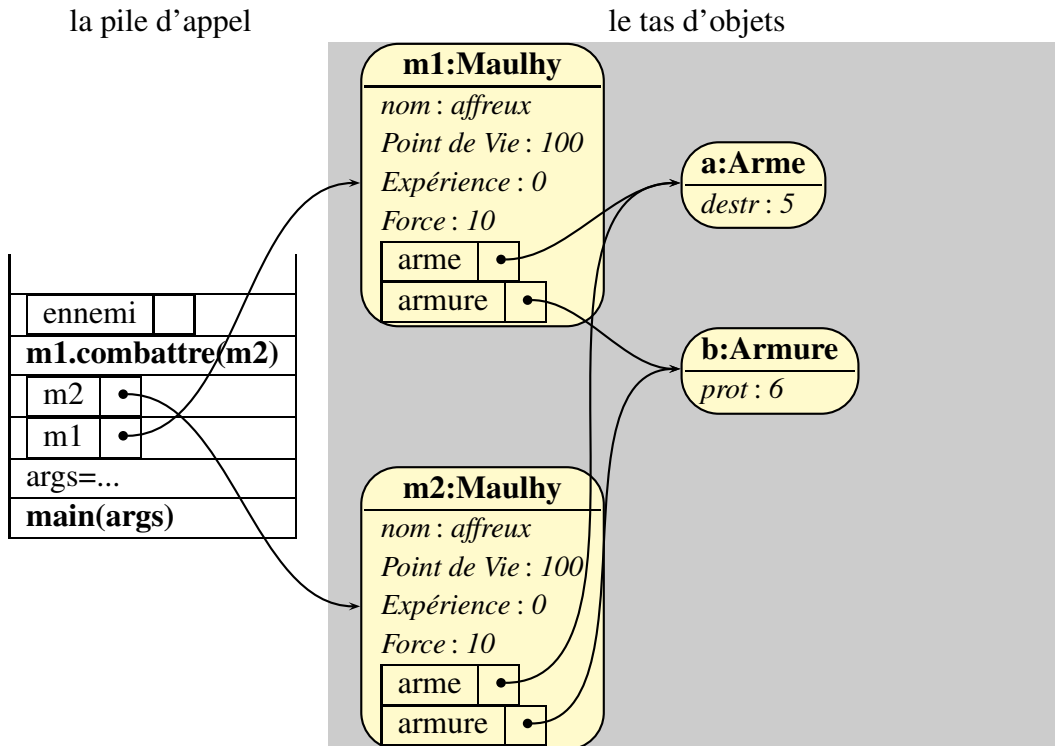 la pile d'appel
le tas d'objets
ennemi
m1.combattre(m2)
m2
m1
args=...
main(args)
m1:Maulhy
nom : affreux
Point de Vie : 100
Expérience : 0
Force : 10
arme
armure
a:Arme
destr : 5
b:Armure
prot : 6
m2:Maulhy
nom : affreux
Point de Vie : 100
Expérience : 0
Force : 10
arme
armure